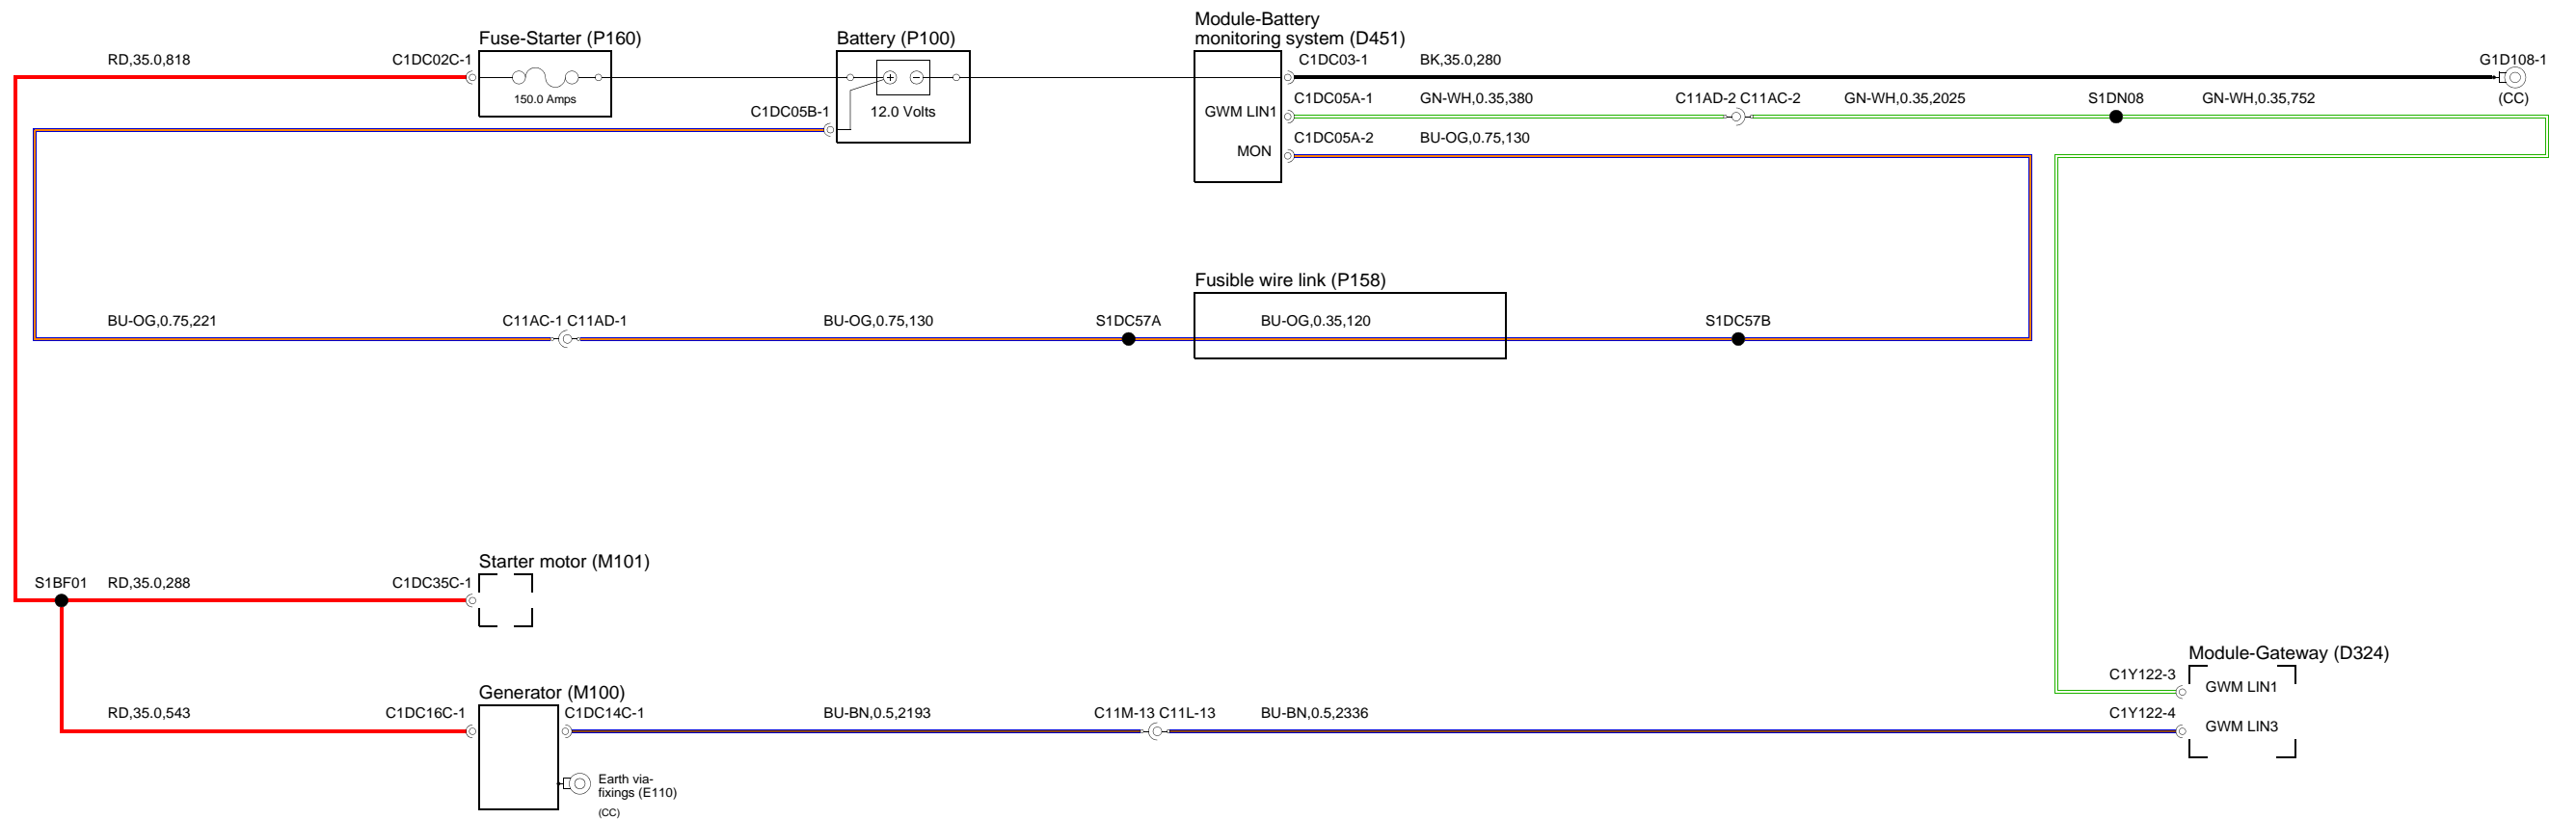 Module-Battery
monitoring system (D451)
Fuse-Starter (P160)
Battery (P100)
RD,35.0,818
C1DC02C-1
C1DC03-1
BK,35.0,280
G1D108-1
150.0 Amps
C1DC05B-1
12.0 Volts
GWM LIN1
C1DC05A-1
GN-WH,0.35,380
C11AD-2 C11AC-2
GN-WH,0.35,2025
S1DN08
GN-WH,0.35,752
(CC)
C1DC05A-2
BU-OG,0.75,130
MON
Fusible wire link (P158)
BU-OG,0.75,221
C11AC-1 C11AD-1
BU-OG,0.75,130
S1DC57A
BU-OG,0.35,120
S1DC57B
Starter motor (M101)
S1BF01
RD,35.0,288
C1DC35C-1
Module-Gateway (D324)
C1Y122-3
GWM LIN1
Generator (M100)
RD,35.0,543
C1DC16C-1
C1DC14C-1
BU-BN,0.5,2193
C11M-13 C11L-13
BU-BN,0.5,2336
C1Y122-4
GWM LIN3
Earth via-
fixings (E110)
(CC)